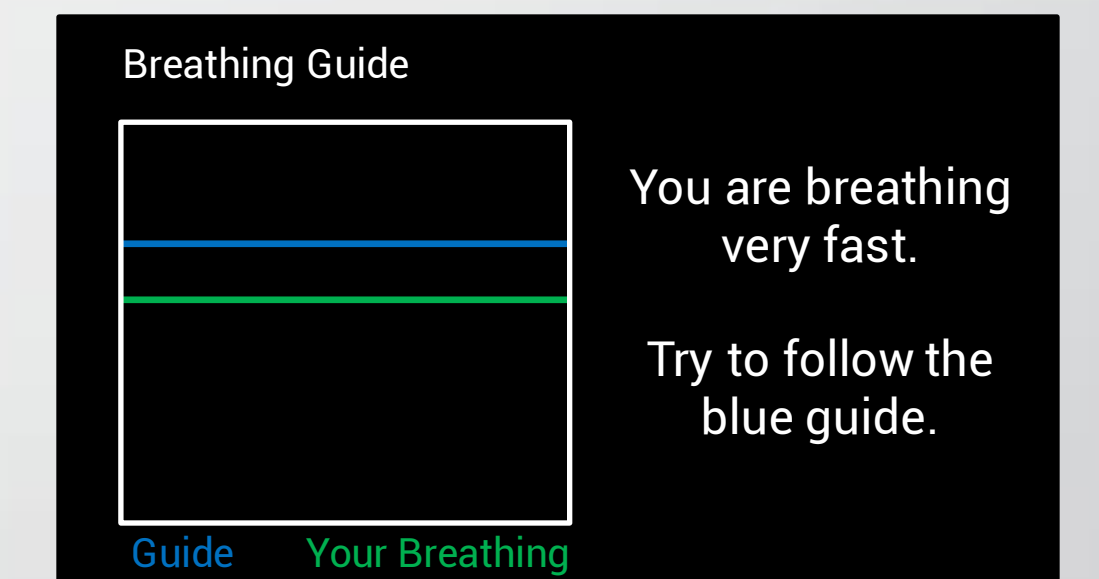 Breathing Guide
You are breathing
very fast.
Try to follow the
blue guide.
Guide
Your Breathing